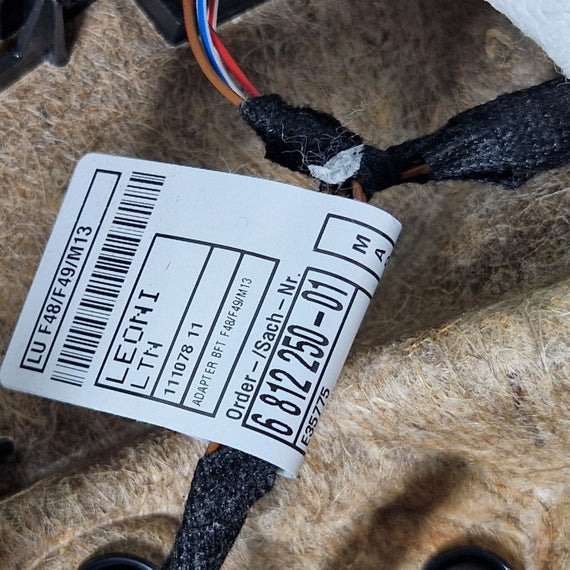 LU F48/F49/M13
LEONI
LTN
111078 11
ADAPTER BFT F48/F49/M13
Order-/Sach-Nr.
6 812 250-01
E35775
M
A